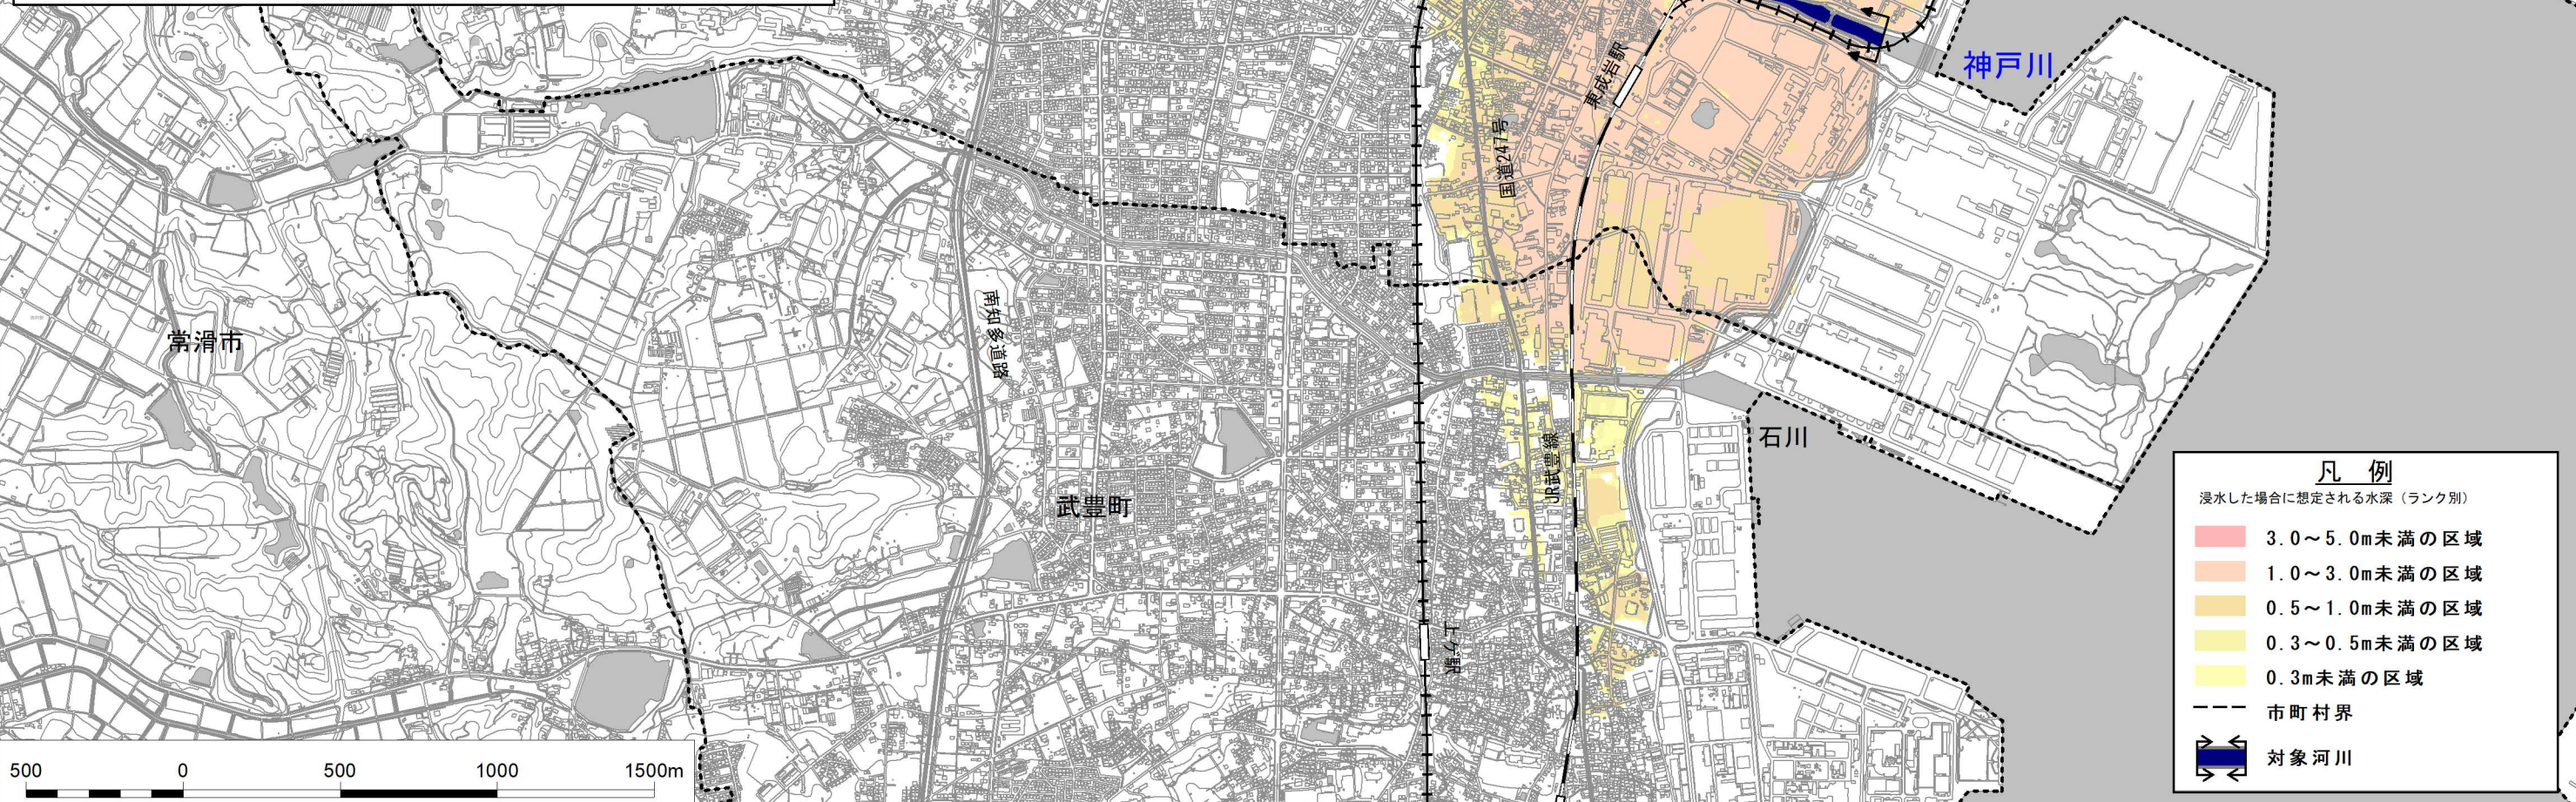 神戸川
東成岩駅
国道247号
南知多道路
常滑市
石川
JR武豊線
武豊町
上ゲ駅
凡 例
浸水した場合に想定される水深（ランク別）
3.0～5.0m未満の区域
1.0～3.0m未満の区域
0.5～1.0m未満の区域
0.3～0.5m未満の区域
0.3m未満の区域
市町村界
対象河川
500 0 500 1000 1500m